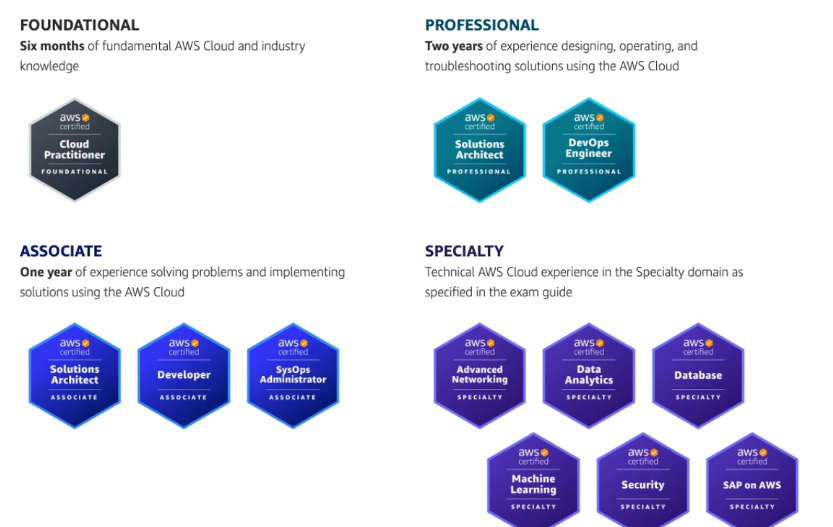 FOUNDATIONAL
Six months of fundamental AWS Cloud and industry
knowledge
aws
certified
Cloud
Practitioner
FOUNDATIONAL
PROFESSIONAL
Two years of experience designing, operating, and
troubleshooting solutions using the AWS Cloud
aws
certified
Solutions
Architect
PROFESSIONAL
aws
certified
DevOps
Engineer
PROFESSIONAL
ASSOCIATE
One year of experience solving problems and implementing
solutions using the AWS Cloud
aws
certified
Solutions
Architect
ASSOCIATE
aws
certified
Developer
ASSOCIATE
aws
certified
SysOps
Administrator
ASSOCIATE
SPECIALTY
Technical AWS Cloud experience in the Specialty domain as
specified in the exam guide
aws
certified
Advanced
Networking
SPECIALTY
aws
certified
Data
Analytics
SPECIALTY
aws
certified
Database
SPECIALTY
aws
certified
Machine
Learning
SPECIALTY
aws
certified
Security
SPECIALTY
aws
certified
SAP on AWS
SPECIALTY